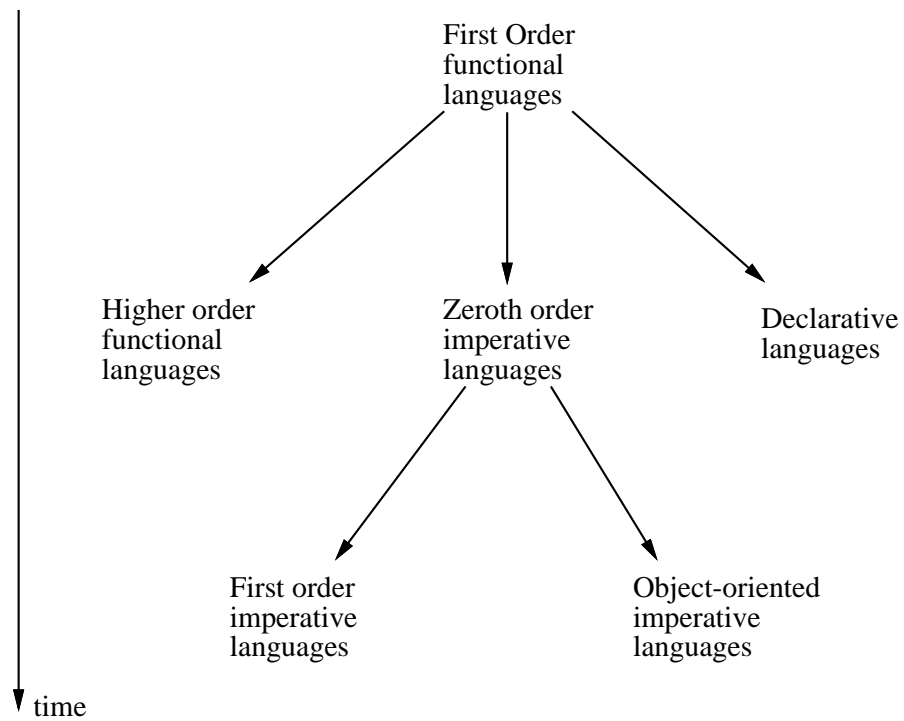 First Order
functional
languages
Higher order
functional
languages
Zeroth order
imperative
languages
Declarative
languages
First order
imperative
languages
Object-oriented
imperative
languages
time